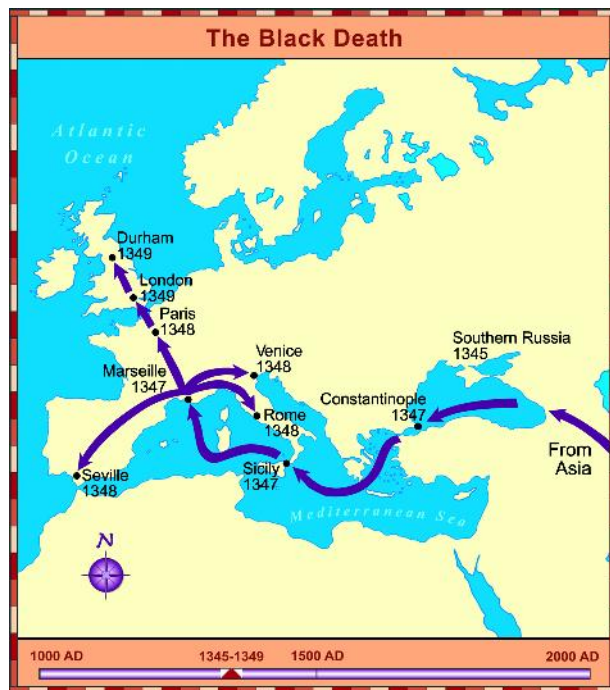 The Black Death
Atlantic
Ocean
Durham
1349
London
1349
Paris
1348
Marseille
1347
Venice
1348
Southern Russia
1345
Constantinople
1347
Rome
1348
From
Asia
Sicily
1347
Seville
1348
Mediterranean Sea
N
1000 AD 1345-1349 1500 2000 AD